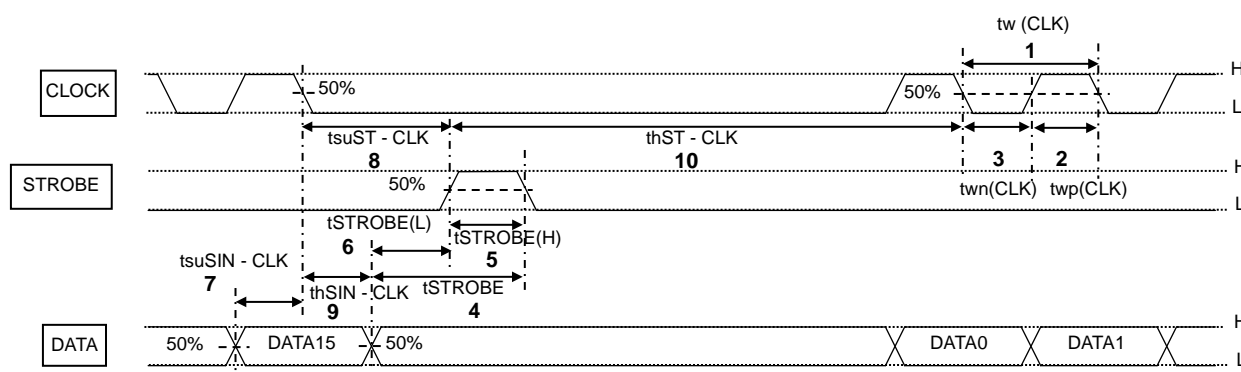 tw (CLK)
1
H
CLOCK
50%
50%
L
tsuST - CLK
thST - CLK
8
10
3
2
H
STROBE
50%
twn(CLK)
twp(CLK)
L
tSTROBE(L)
tSTROBE(H)
6
5
tsuSIN - CLK
7
thSIN - CLK
tSTROBE
9
4
H
DATA
50%
DATA15
50%
DATA0
DATA1
L